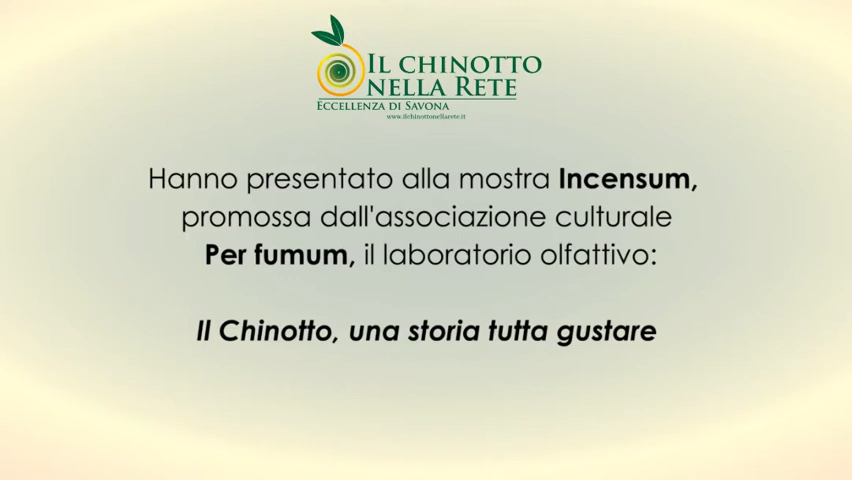 IL CHINOTTO
NELLA RETE
ECCELLENZA DI SAVONA
www.ilchinottonellarete.it
Hanno presentato alla mostra Incensum,
promossa dall'associazione culturale
Per fumum, il laboratorio olfattivo:
Il Chinotto, una storia tutta gustare